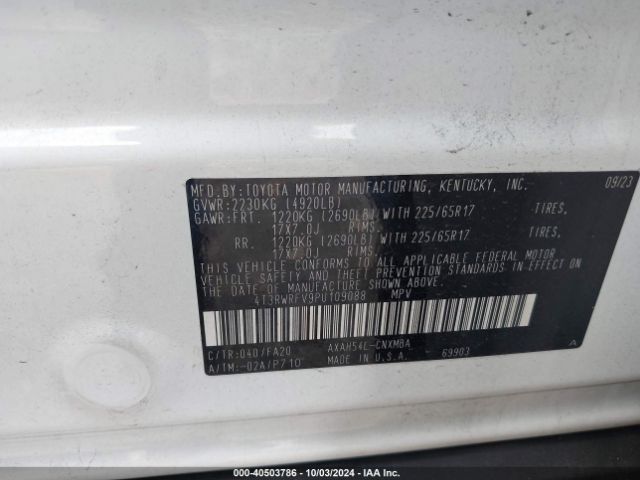 MFD.BY:TOYOTA MOTOR MANUFACTURING, KENTUCKY, INC. 09/23
GVWR:2230KG (4920LB)
GAWR:FRT. 1220KG (2690LB) WITH 225/65R17 TIRES,
17X7.0J RIMS,
RR. 1220KG (2690LB) WITH 225/65R17 TIRES,
17X7.0J RIMS.
THIS VEHICLE CONFORMS TO ALL APPLICABLE FEDERAL MOTOR
VEHICLE SAFETY AND THEFT PREVENTION STANDARDS IN EFFECT ON
THE DATE OF MANUFACTURE SHOWN ABOVE.
4T3RWRFV9PU109088 MPV
C/TR:040/FA20 AXAH54L-CNXMBA A
A/TM:-02A/P710 MADE IN U.S.A. 69903
000-40503786 - 10/03/2024 - IAA Inc.